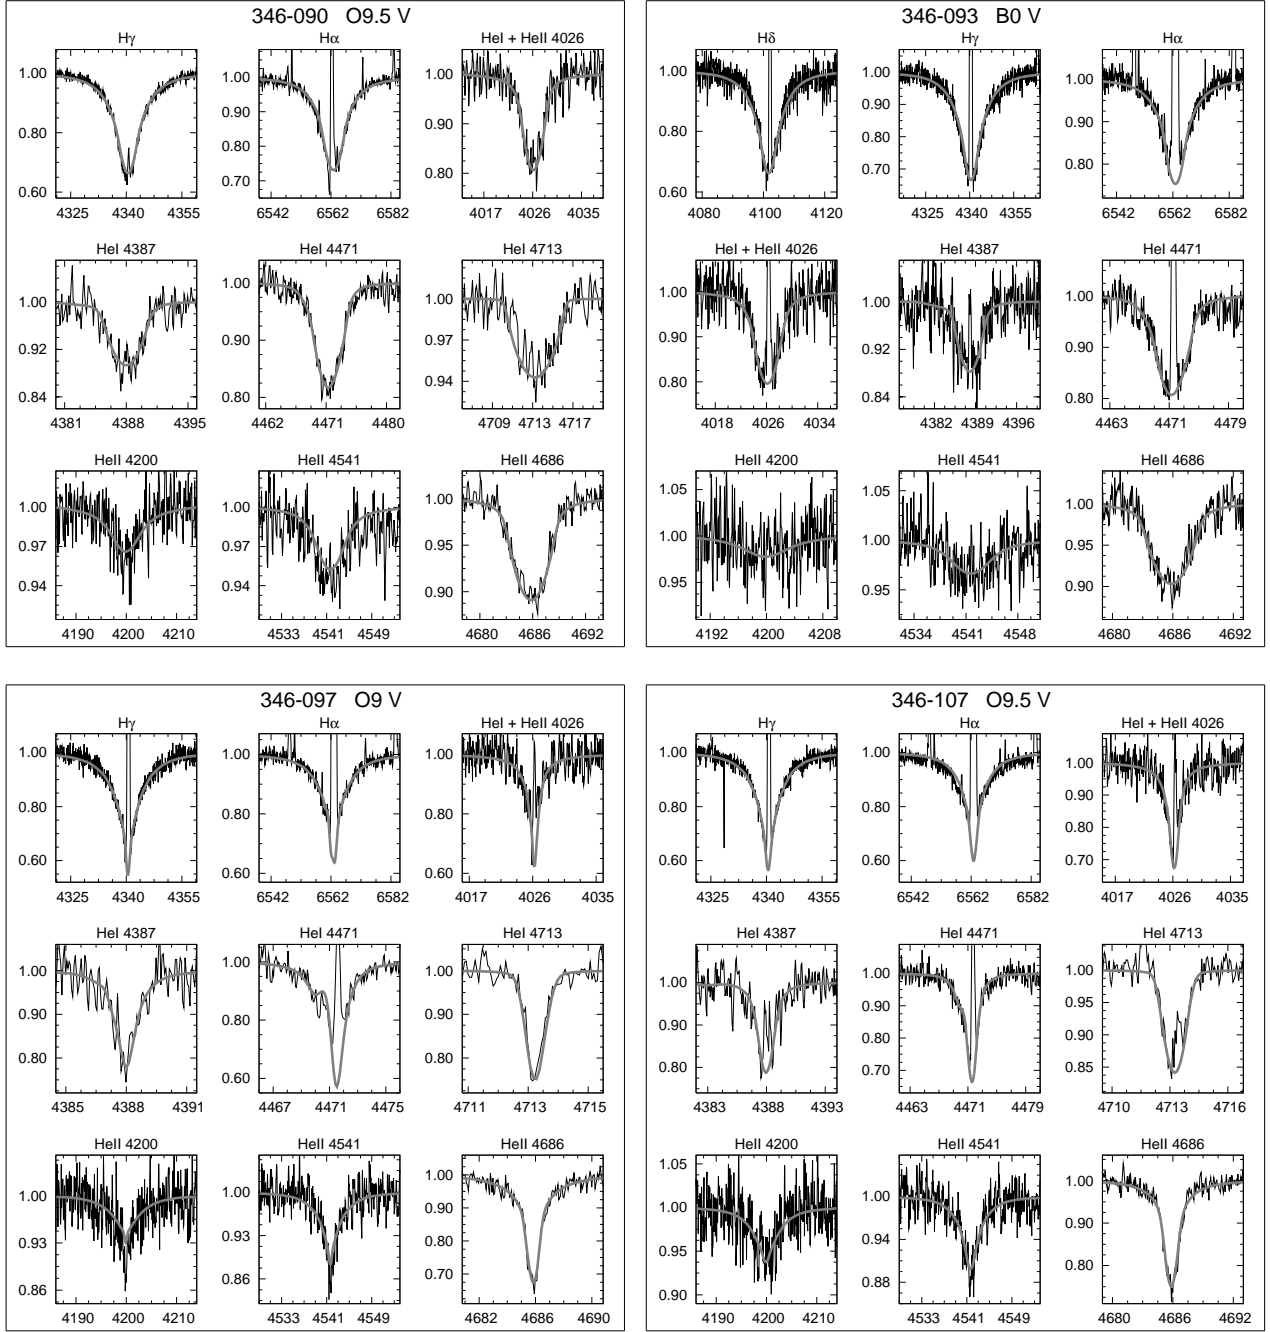 346-090 O9.5 V
Hγ
Hα
HeI + HeII 4026
1.00
0.80
0.60
4325 4340 4355
1.00
0.90
0.80
0.70
6542 6562 6582
1.00
0.90
0.80
4017 4026 4035
HeI 4387
HeI 4471
HeI 4713
1.00
0.92
0.84
4381 4388 4395
1.00
0.90
0.80
4462 4471 4480
1.00
0.97
0.94
4709 4713 4717
HeII 4200
HeII 4541
HeII 4686
1.00
0.97
0.94
4190 4200 4210
1.00
0.97
0.94
4533 4541 4549
1.00
0.95
0.90
4680 4686 4692
346-093 B0 V
Hδ
Hγ
Hα
1.00
0.90
0.80
0.70
0.60
4080 4100 4120
1.00
0.90
0.80
0.70
4325 4340 4355
1.00
0.90
0.80
6542 6562 6582
HeI + HeII 4026
HeI 4387
HeI 4471
1.00
0.90
0.80
4018 4026 4034
1.00
0.92
0.84
4382 4389 4396
1.00
0.90
0.80
4463 4471 4479
HeII 4200
HeII 4541
HeII 4686
1.05
1.00
0.95
4192 4200 4208
1.05
1.00
0.95
4534 4541 4548
1.00
0.95
0.90
4680 4686 4692
346-097 O9 V
Hγ
Hα
HeI + HeII 4026
1.00
0.80
0.60
4325 4340 4355
1.00
0.80
0.60
6542 6562 6582
1.00
0.90
0.80
0.70
0.60
4017 4026 4035
HeI 4387
HeI 4471
HeI 4713
1.00
0.80
4385 4388 4391
1.00
0.80
0.60
4467 4471 4475
1.00
0.90
0.80
4711 4713 4715
HeII 4200
HeII 4541
HeII 4686
1.00
0.93
0.86
4190 4200 4210
1.00
0.93
0.86
4533 4541 4549
1.00
0.90
0.80
0.70
4682 4686 4690
346-107 O9.5 V
Hγ
Hα
HeI + HeII 4026
1.00
0.80
0.60
4325 4340 4355
1.00
0.80
0.60
6542 6562 6582
1.00
0.90
0.80
0.70
4017 4026 4035
HeI 4387
HeI 4471
HeI 4713
1.00
0.90
0.80
4383 4388 4393
1.00
0.90
0.80
0.70
4463 4471 4479
1.00
0.95
0.90
0.85
4710 4713 4716
HeII 4200
HeII 4541
HeII 4686
1.05
1.00
0.95
0.90
4190 4200 4210
1.00
0.94
0.88
4533 4541 4549
1.00
0.90
0.80
4680 4686 4692